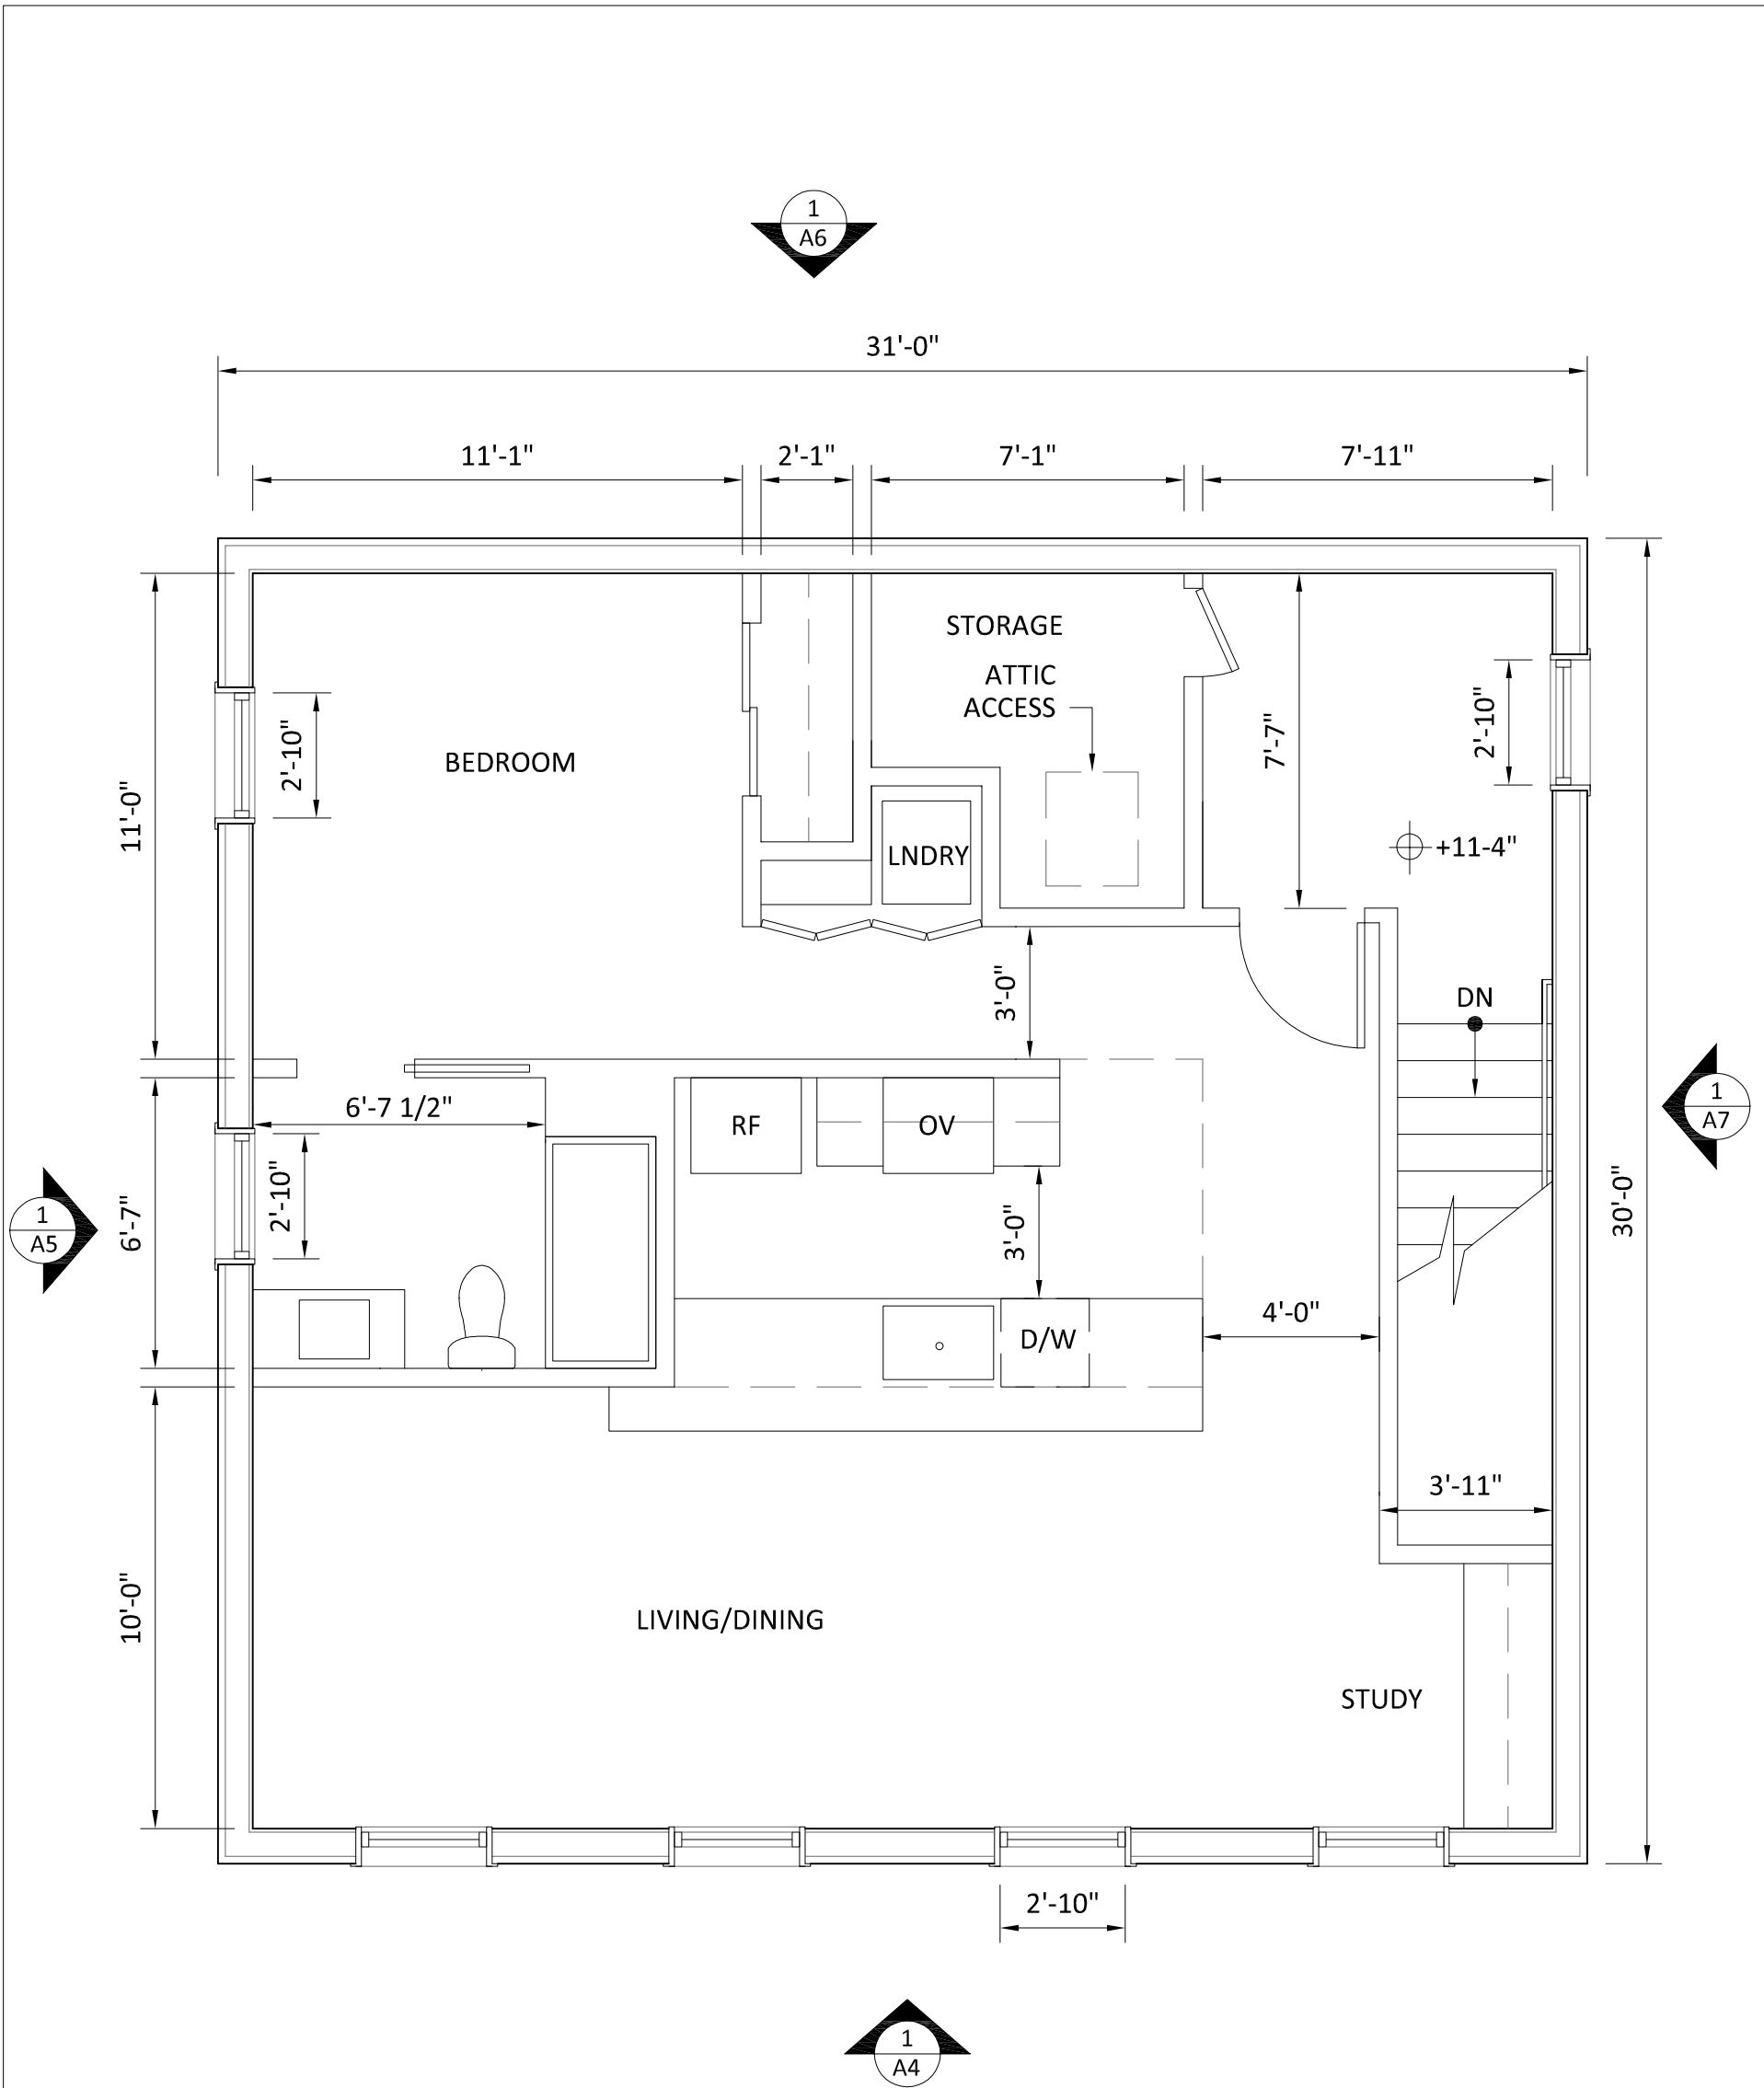 1
A6
31'-0"
11'-1"
2'-1"
7'-1"
7'-11"
STORAGE
ATTIC
ACCESS
2'-10"
BEDROOM
7'-7"
2'-10"
11'-0"
LNDRY
+11-4"
3'-0"
DN
6'-7 1/2"
RF
OV
1
A7
2'-10"
6'-7"
1
A5
3'-0"
30'-0"
4'-0"
D/W
3'-11"
10'-0"
LIVING/DINING
STUDY
2'-10"
1
A4